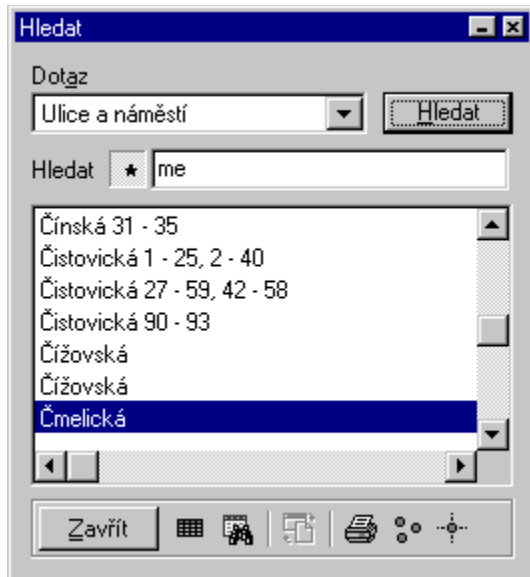 Hledat
Dotaz
Ulice a náměstí
Hledat
Hledat * me
Čínská 31 - 35
Čistovická 1 - 25, 2 - 40
Čistovická 27 - 59, 42 - 58
Čistovická 90 - 93
Čížovská
Čížovská
Čmelická
Zavřít